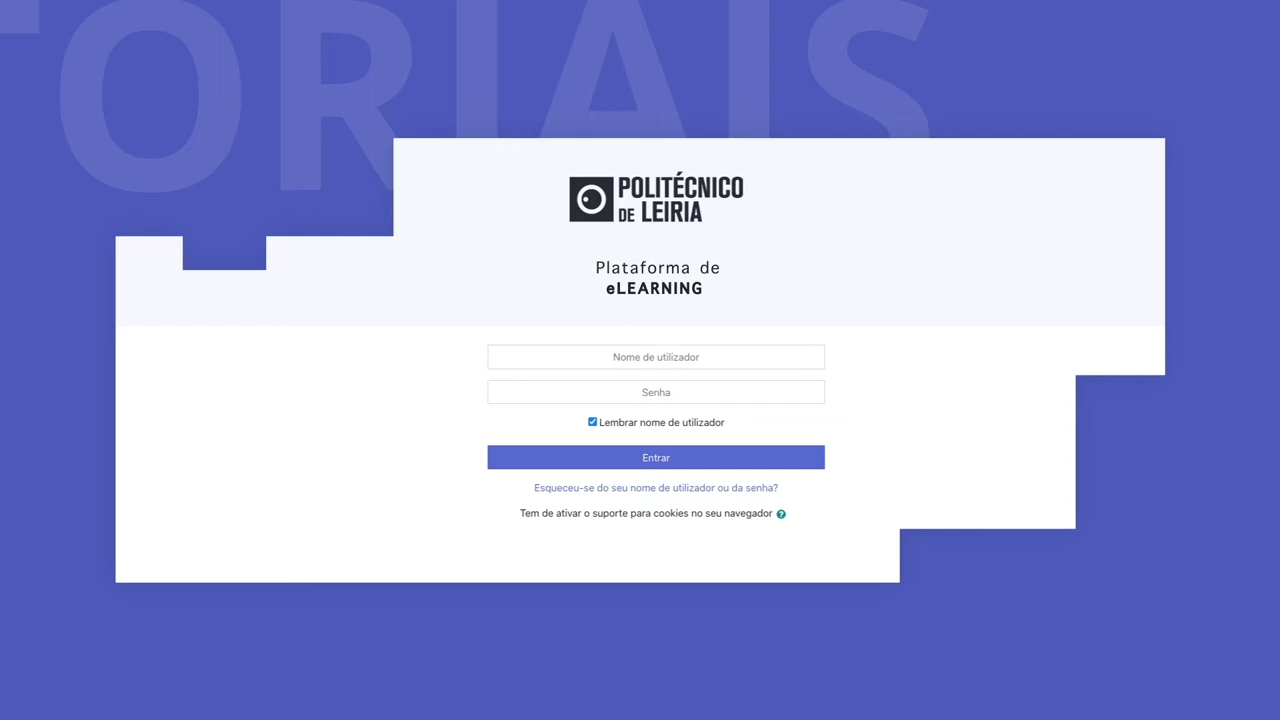 TORIAIS
POLITÉCNICO
DE LEIRIA
Plataforma de
eLEARNING
Nome de utilizador
Senha
Lembrar nome de utilizador
Entrar
Esqueceu-se do seu nome de utilizador ou da senha?
Tem de ativar o suporte para cookies no seu navegador ?